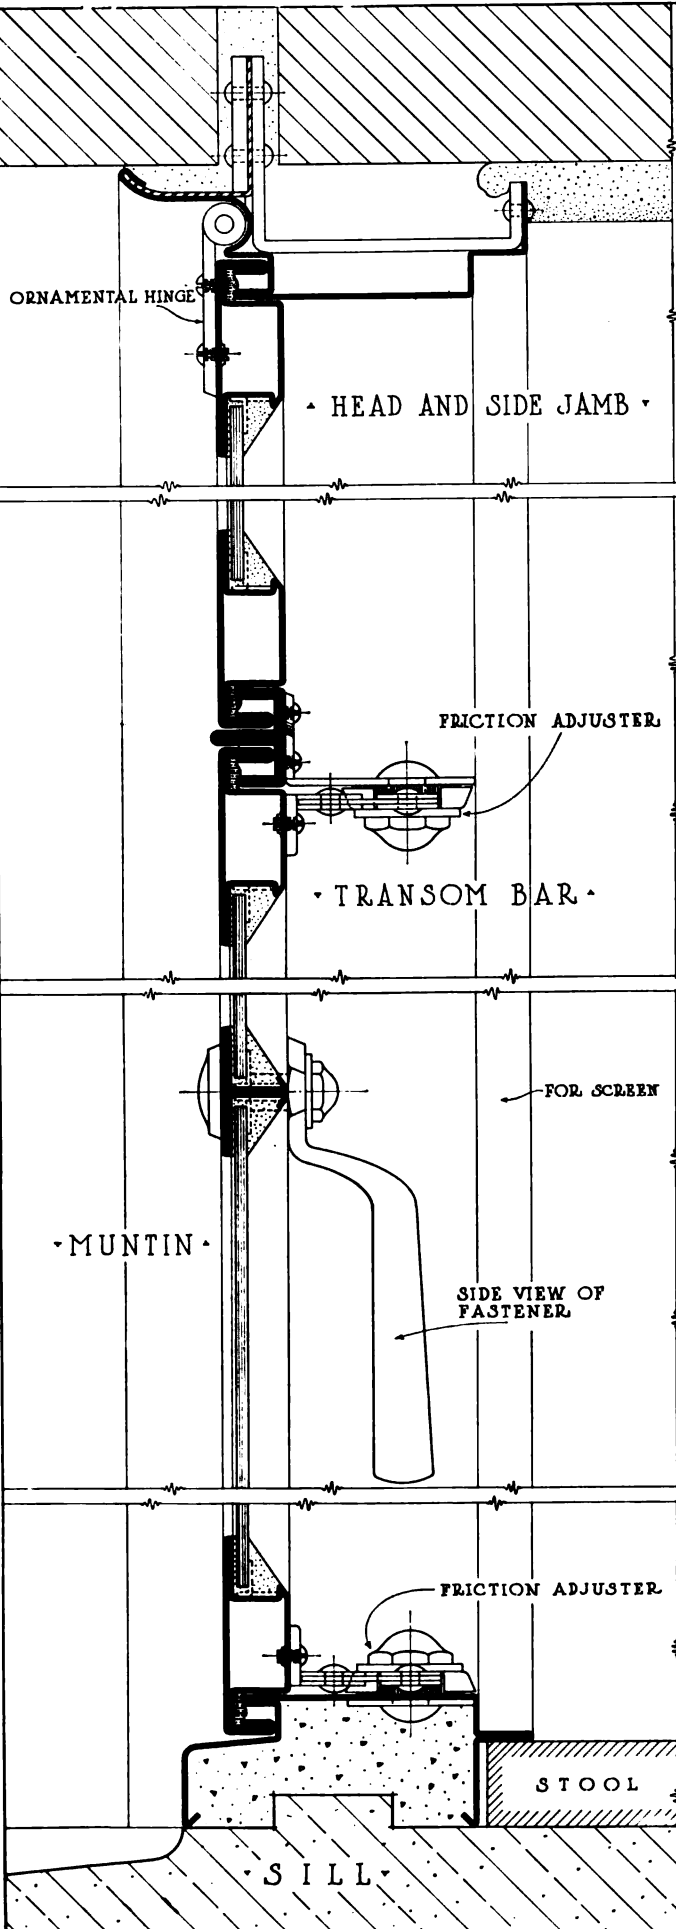 ORNAMENTAL HINGE
HEAD AND SIDE JAMB
FRICTION ADJUSTER
TRANSOM BAR
FOR SCREEN
MUNTIN
SIDE VIEW OF
FASTENER
FRICTION ADJUSTER
STOOL
SILL